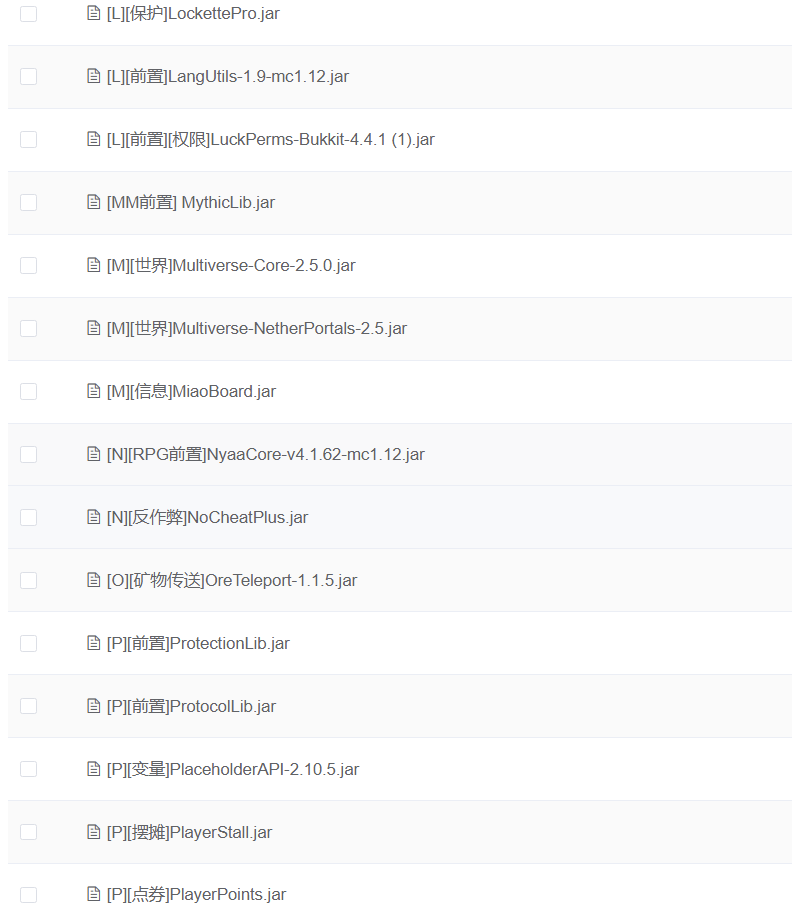 [L][保护]LockettePro.jar
[L][前置]LangUtils-1.9-mc1.12.jar
[L][前置][权限]LuckPerms-Bukkit-4.4.1 (1).jar
[MM前置] MythicLib.jar
[M][世界]Multiverse-Core-2.5.0.jar
[M][世界]Multiverse-NetherPortals-2.5.jar
[M][信息]MiaoBoard.jar
[N][RPG前置]NyaaCore-v4.1.62-mc1.12.jar
[N][反作弊]NoCheatPlus.jar
[O][矿物传送]OreTeleport-1.1.5.jar
[P][前置]ProtectionLib.jar
[P][前置]ProtocolLib.jar
[P][变量]PlaceholderAPI-2.10.5.jar
[P][摆摊]PlayerStall.jar
[P][点券]PlayerPoints.jar